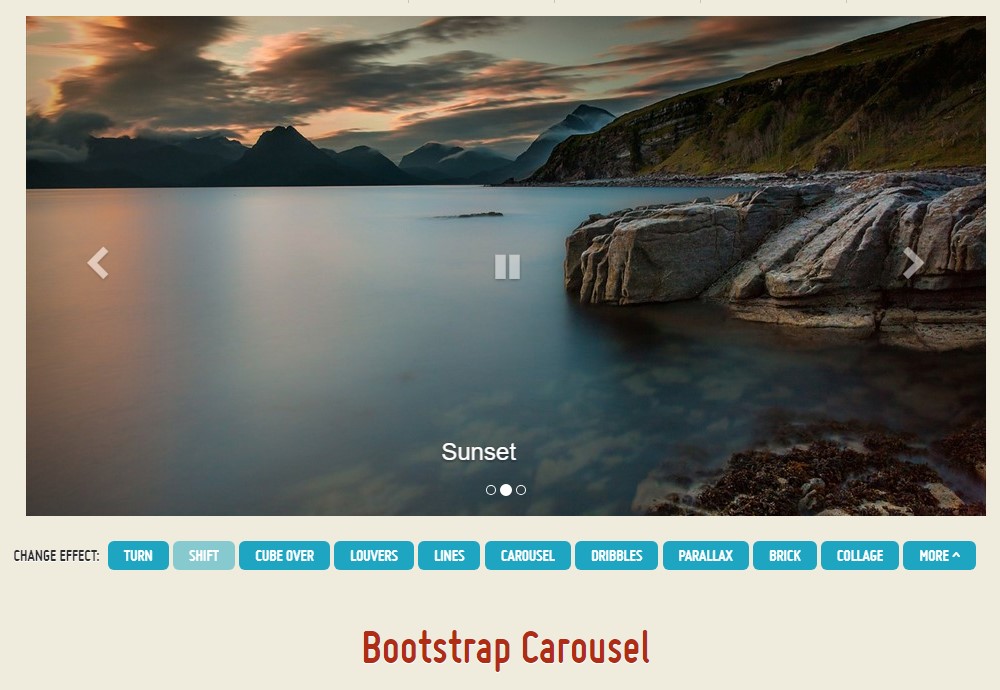 Sunset
CHANGE EFFECT: TURN SHIFT CUBE OVER LOUVERS LINES CAROUSEL DRIBBLES PARALLAX BRICK COLLAGE MORE ^
Bootstrap Carousel